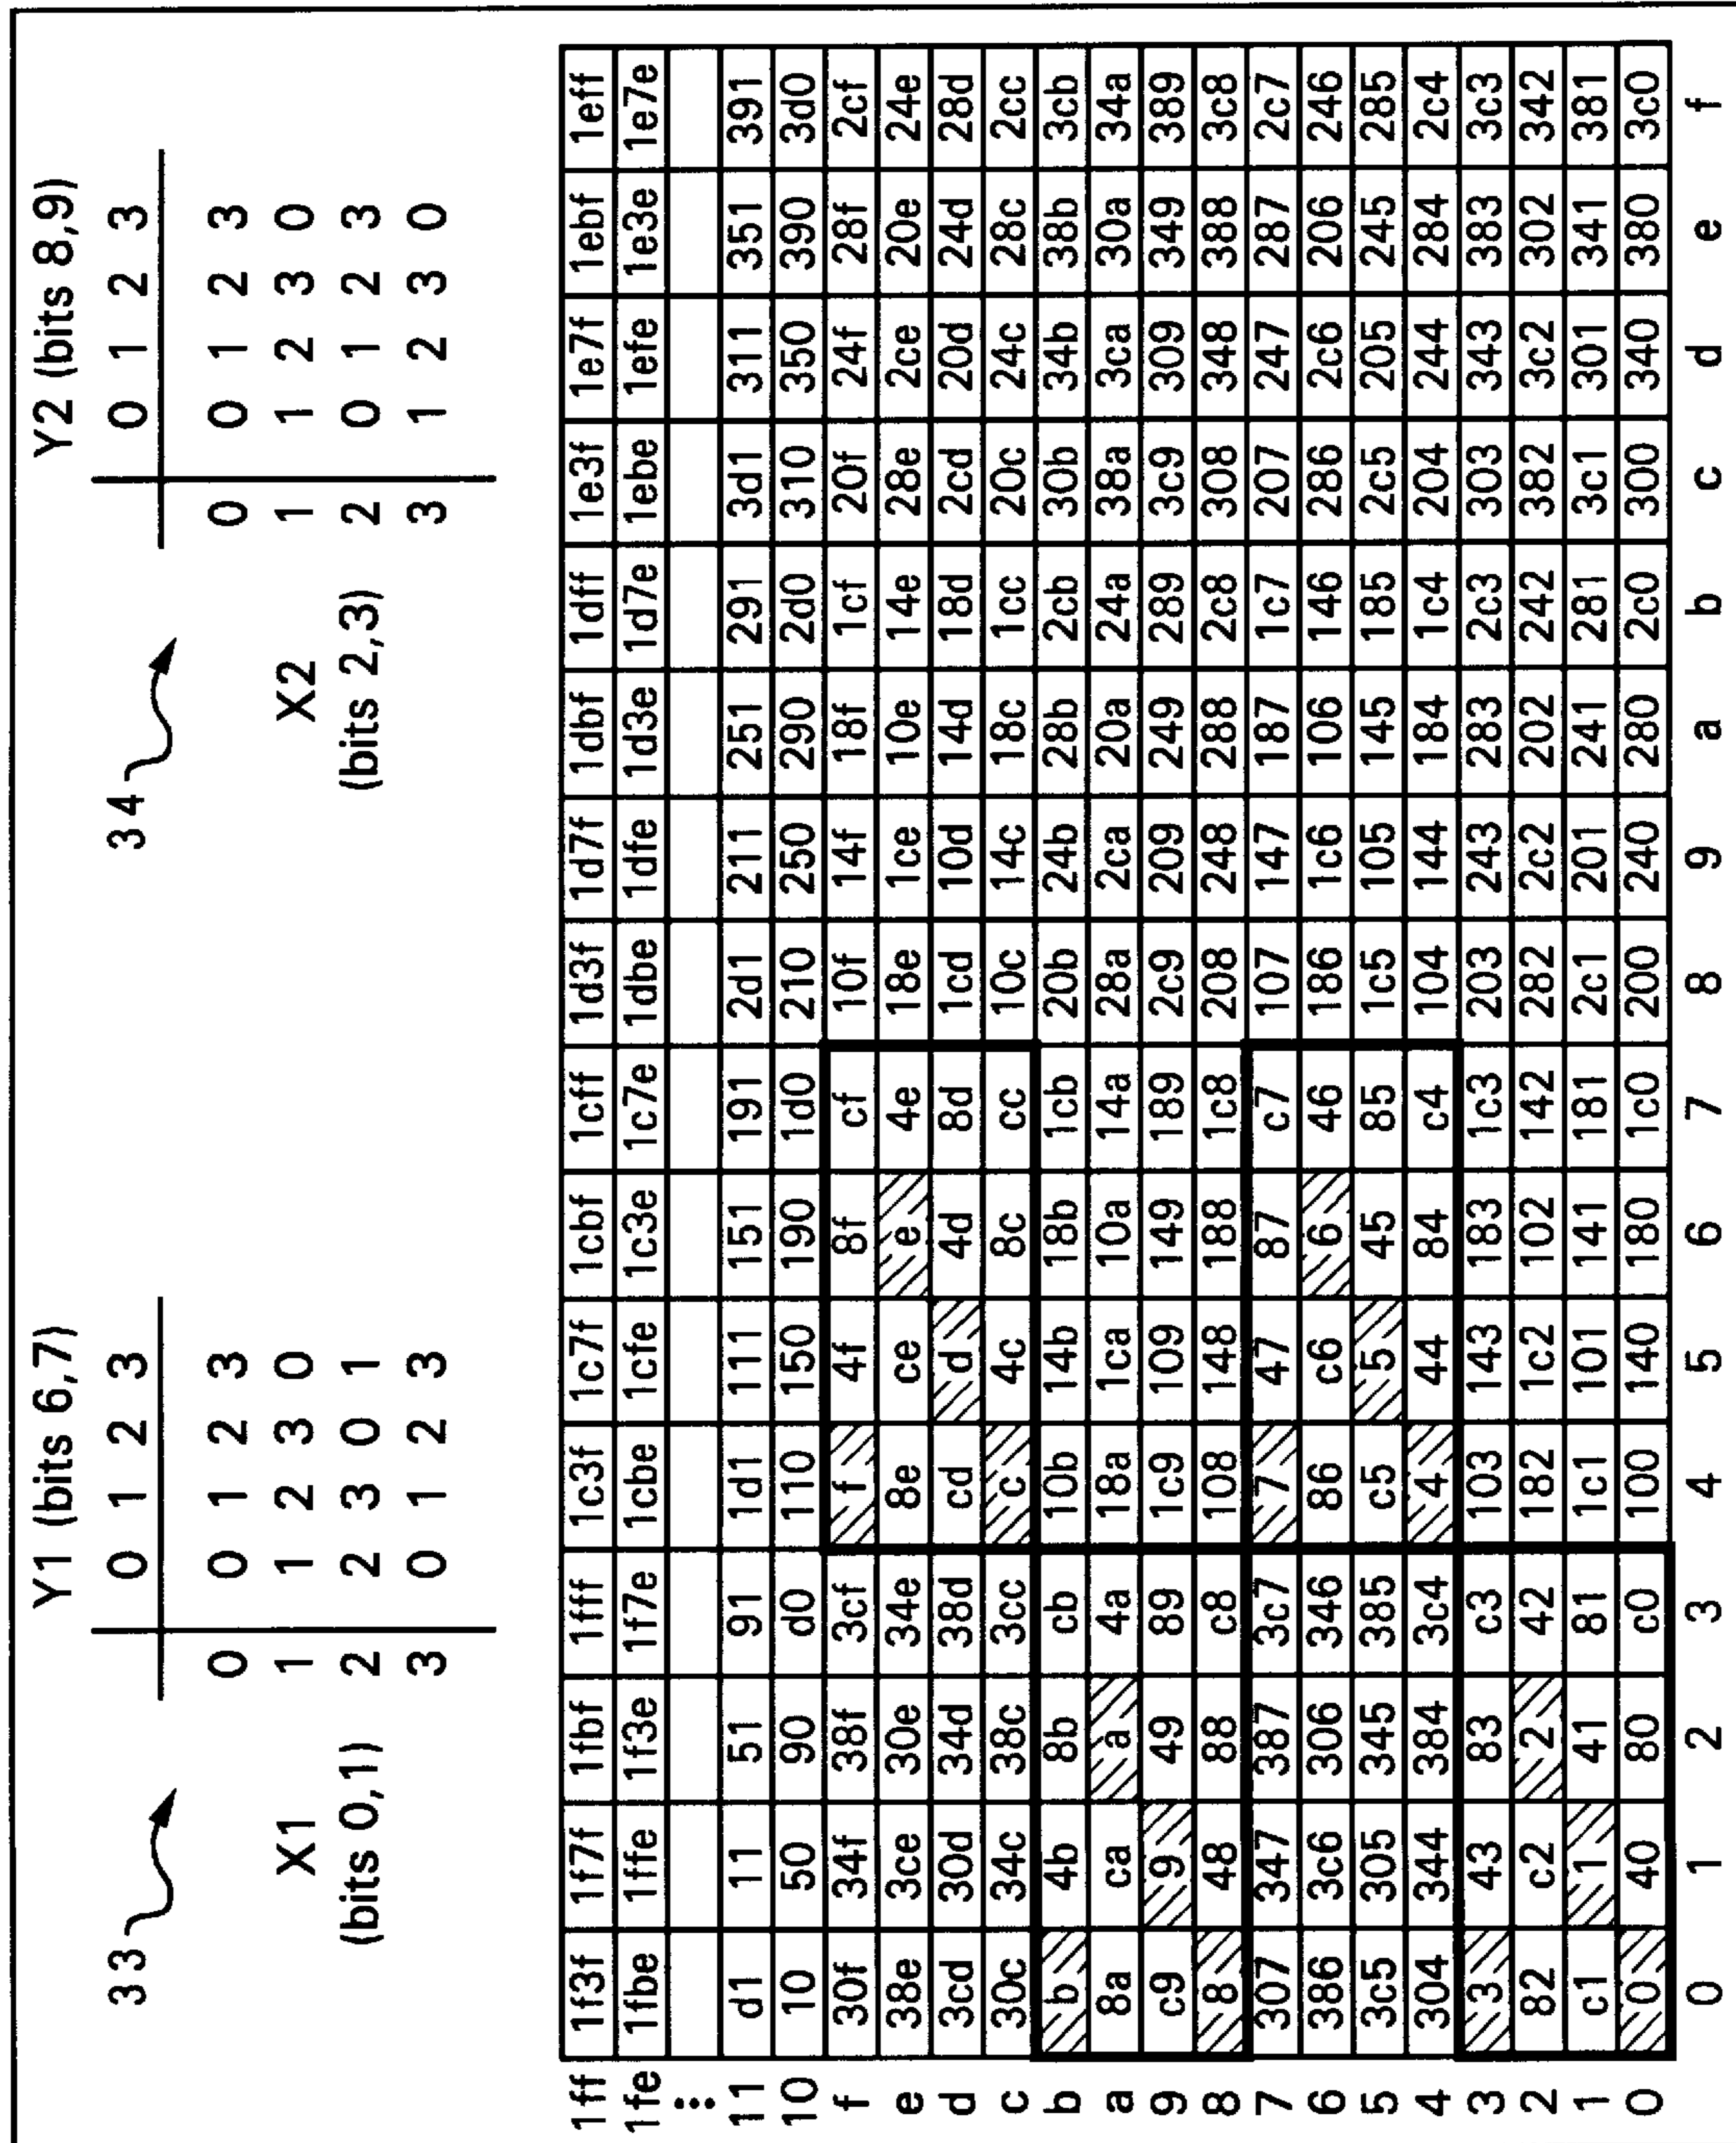 33
Y1 (bits 6,7)
0 1 2 3
0 0 1 2 3
X1 1 1 2 3 0
(bits 0,1) 2 2 3 0 1
3 0 1 2 3
34
Y2 (bits 8,9)
0 1 2 3
0 0 1 2 3
X2 1 1 2 3 0
(bits 2,3) 2 0 1 2 3
3 1 2 3 0
1ff 1f3f 1f7f 1fbf 1fff 1c3f 1c7f 1cbf 1cff 1d3f 1d7f 1dbf 1dff 1e3f 1e7f 1ebf 1eff
1fe 1fbe 1ffe 1f3e 1f7e 1cbe 1cfe 1c3e 1c7e 1dbe 1dfe 1d3e 1d7e 1ebe 1efe 1e3e 1e7e
⋮
11 d1 11 51 91 1d1 111 151 191 2d1 211 251 291 3d1 311 351 391
10 10 50 90 d0 110 150 190 1d0 210 250 290 2d0 310 350 390 3d0
f 30f 34f 38f 3cf f 4f 8f cf 10f 14f 18f 1cf 20f 24f 28f 2cf
e 38e 3ce 30e 34e 8e ce e 4e 18e 1ce 10e 14e 28e 2ce 20e 24e
d 3cd 30d 34d 38d cd d 4d 8d 1cd 10d 14d 18d 2cd 20d 24d 28d
c 30c 34c 38c 3cc c 4c 8c cc 10c 14c 18c 1cc 20c 24c 28c 2cc
b b 4b 8b cb 10b 14b 18b 1cb 20b 24b 28b 2cb 30b 34b 38b 3cb
a 8a ca a 4a 18a 1ca 10a 14a 28a 2ca 20a 24a 38a 3ca 30a 34a
9 c9 9 49 89 1c9 109 149 189 2c9 209 249 289 3c9 309 349 389
8 8 48 88 c8 108 148 188 1c8 208 248 288 2c8 308 348 388 3c8
7 307 347 387 3c7 7 47 87 c7 107 147 187 1c7 207 247 287 2c7
6 386 3c6 306 346 86 c6 6 46 186 1c6 106 146 286 2c6 206 246
5 3c5 305 345 385 c5 5 45 85 1c5 105 145 185 2c5 205 245 285
4 304 344 384 3c4 4 44 84 c4 104 144 184 1c4 204 244 284 2c4
3 3 43 83 c3 103 143 183 1c3 203 243 283 2c3 303 343 383 3c3
2 82 c2 2 42 182 1c2 102 142 282 2c2 202 242 382 3c2 302 342
1 c1 1 41 81 1c1 101 141 181 2c1 201 241 281 3c1 301 341 381
0 0 40 80 c0 100 140 180 1c0 200 240 280 2c0 300 340 380 3c0
0 1 2 3 4 5 6 7 8 9 a b c d e f